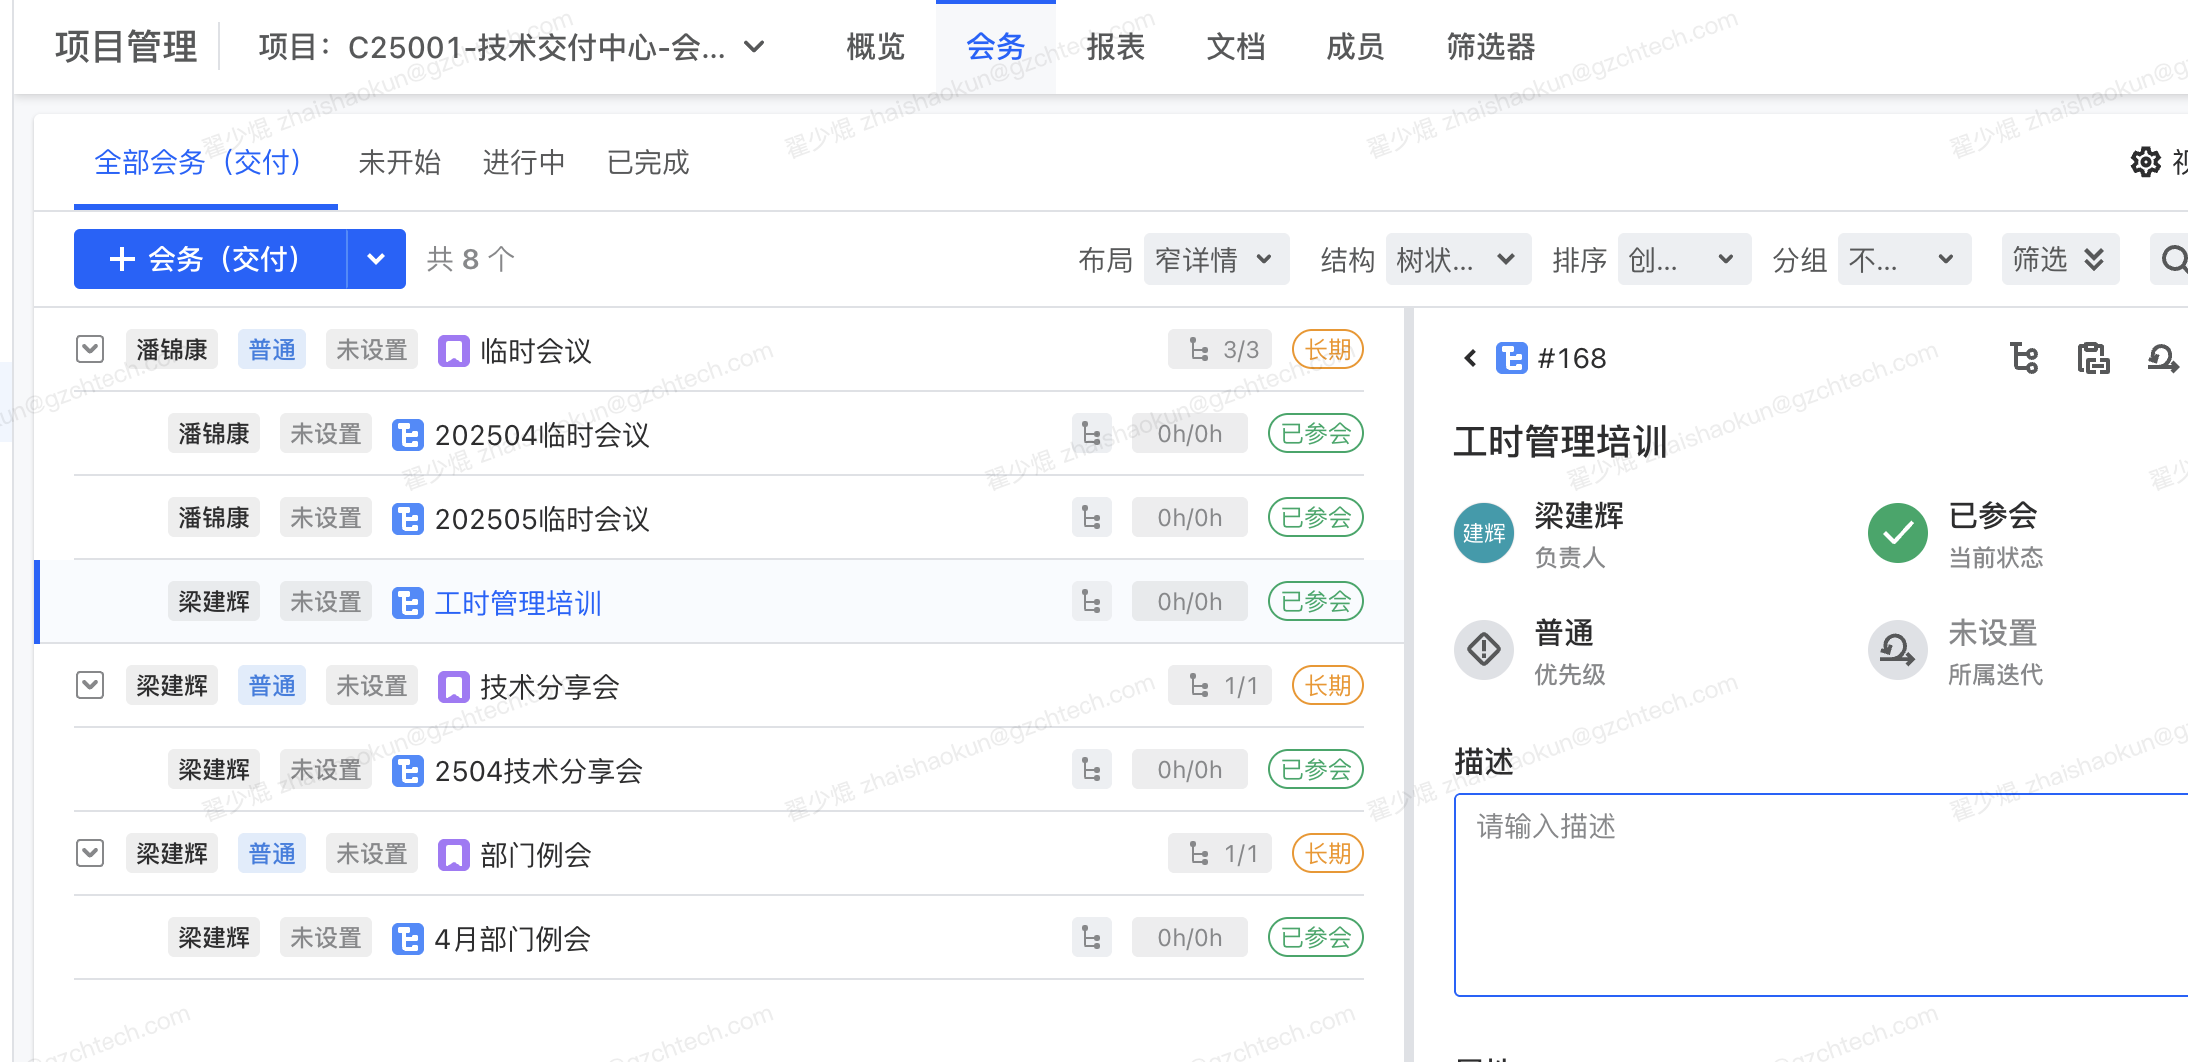 项目管理 项目：C25001-技术交付中心-会... 概览 会务 报表 文档 成员 筛选器
全部会务（交付） 未开始 进行中 已完成
+ 会务（交付） 共 8 个 布局 窄详情 结构 树状... 排序 创... 分组 不... 筛选
潘锦康 普通 未设置 临时会议 3/3 长期
潘锦康 未设置 202504临时会议 0h/0h 已参会
潘锦康 未设置 202505临时会议 0h/0h 已参会
梁建辉 未设置 工时管理培训 0h/0h 已参会
梁建辉 普通 未设置 技术分享会 1/1 长期
梁建辉 未设置 2504技术分享会 0h/0h 已参会
梁建辉 普通 未设置 部门例会 1/1 长期
梁建辉 未设置 4月部门例会 0h/0h 已参会
#168
工时管理培训
建辉 梁建辉 已参会
负责人 当前状态
普通 未设置
优先级 所属迭代
描述
请输入描述
翟少焜 zhaishaokun@gzchtech.com